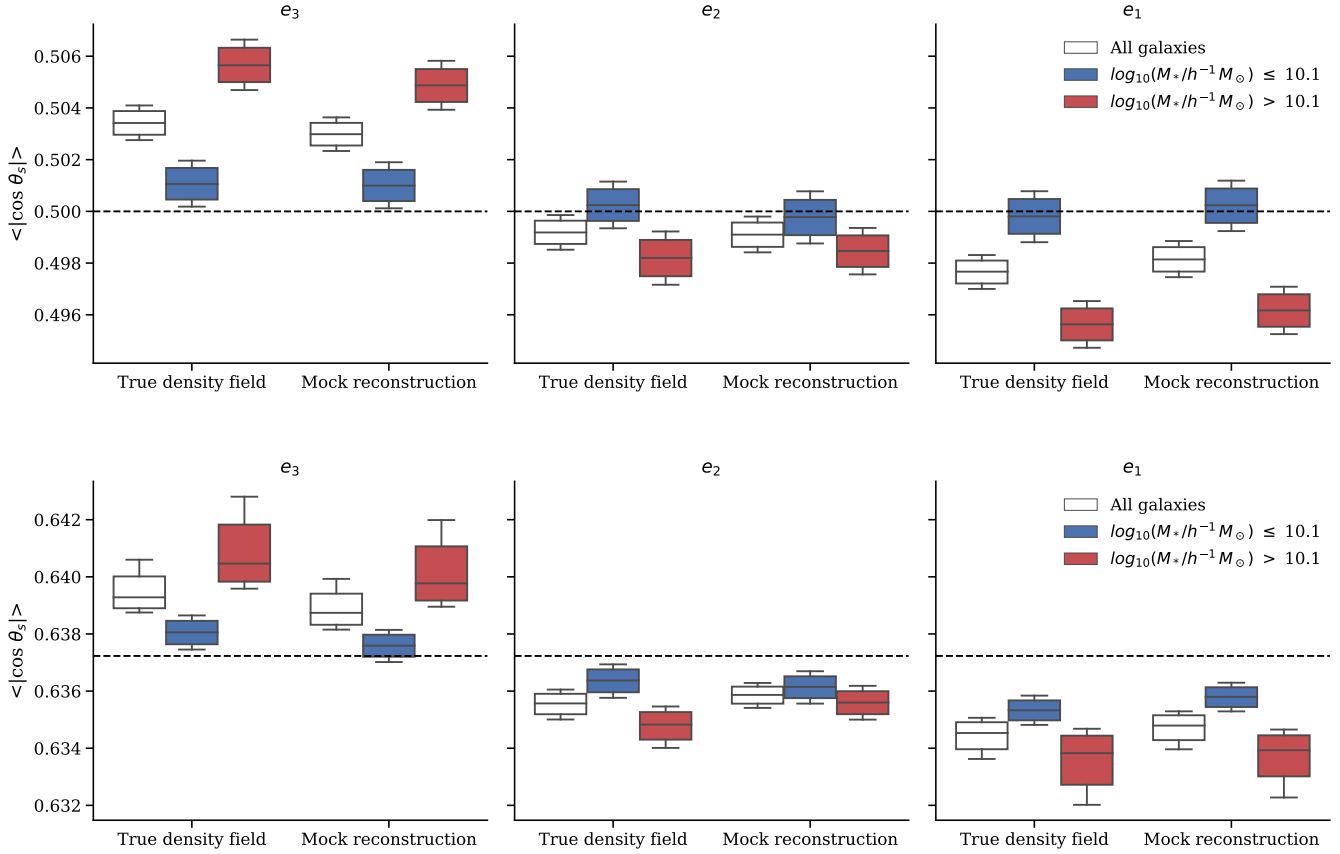 e3 e2 e1
<|cos θs|>
0.506
0.504
0.502
0.500
0.498
0.496
All galaxies
log10(M*/h−1M⊙) ≤ 10.1
log10(M*/h−1M⊙) > 10.1
True density field Mock reconstruction True density field Mock reconstruction True density field Mock reconstruction
e3 e2 e1
<|cos θs|>
0.642
0.640
0.638
0.636
0.634
0.632
All galaxies
log10(M*/h−1M⊙) ≤ 10.1
log10(M*/h−1M⊙) > 10.1
True density field Mock reconstruction True density field Mock reconstruction True density field Mock reconstruction